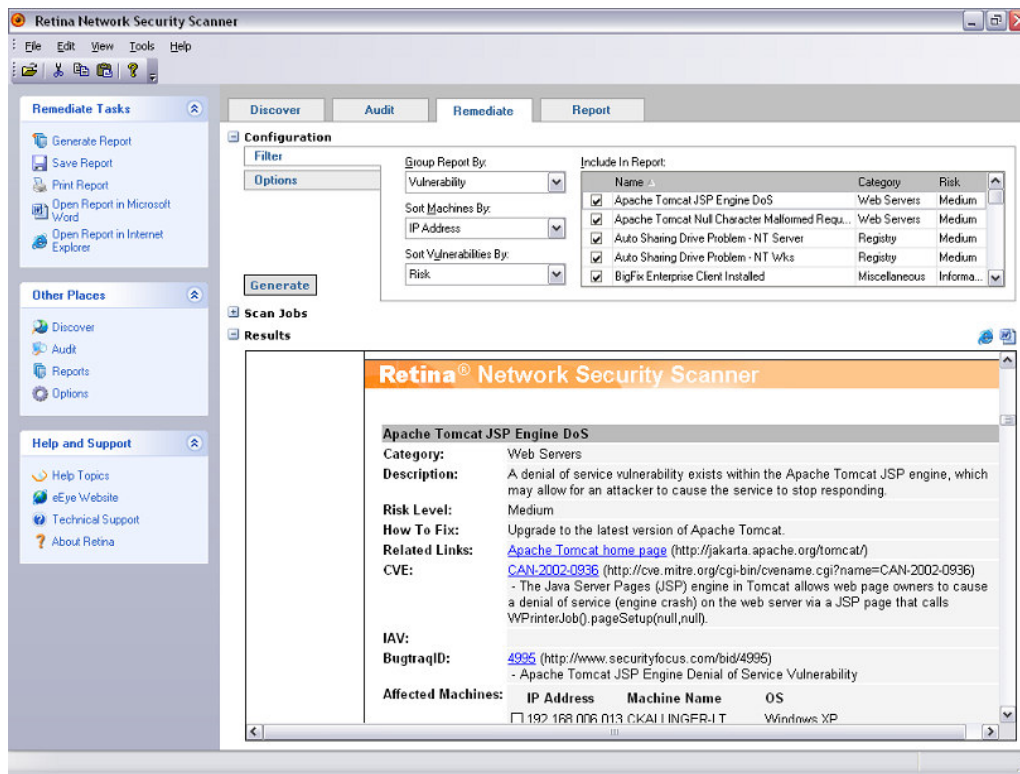 Retina Network Security Scanner
File Edit View Tools Help
Remediate Tasks
Generate Report
Save Report
Print Report
Open Report in Microsoft
Word
Open Report in Internet
Explorer
Other Places
Discover
Audit
Reports
Options
Help and Support
Help Topics
eEye Website
Technical Support
About Retina
Discover Audit Remediate Report
Configuration
Filter
Options
Generate
Group Report By:
Vulnerability
Sort Machines By:
IP Address
Sort Vulnerabilities By:
Risk
Include In Report:
Name Category Risk
Apache Tomcat JSP Engine DoS Web Servers Medium
Apache Tomcat Null Character Malformed Requ... Web Servers Medium
Auto Sharing Drive Problem - NT Server Registry Medium
Auto Sharing Drive Problem - NT Wks Registry Medium
BigFix Enterprise Client Installed Miscellaneous Informa...
Scan Jobs
Results
Retina® Network Security Scanner
Apache Tomcat JSP Engine DoS
Category: Web Servers
Description: A denial of service vulnerability exists within the Apache Tomcat JSP engine, which
may allow for an attacker to cause the service to stop responding.
Risk Level: Medium
How To Fix: Upgrade to the latest version of Apache Tomcat.
Related Links: Apache Tomcat home page (http://jakarta.apache.org/tomcat/)
CVE: CAN-2002-0936 (http://cve.mitre.org/cgi-bin/cvename.cgi?name=CAN-2002-0936)
- The Java Server Pages (JSP) engine in Tomcat allows web page owners to cause
a denial of service (engine crash) on the web server via a JSP page that calls
WPrinterJob().pageSetup(null,null).
IAV:
BugtraqID: 4995 (http://www.securityfocus.com/bid/4995)
- Apache Tomcat JSP Engine Denial of Service Vulnerability
Affected Machines: IP Address Machine Name OS
192.168.006.013 CKALLINGER-LT Windows XP